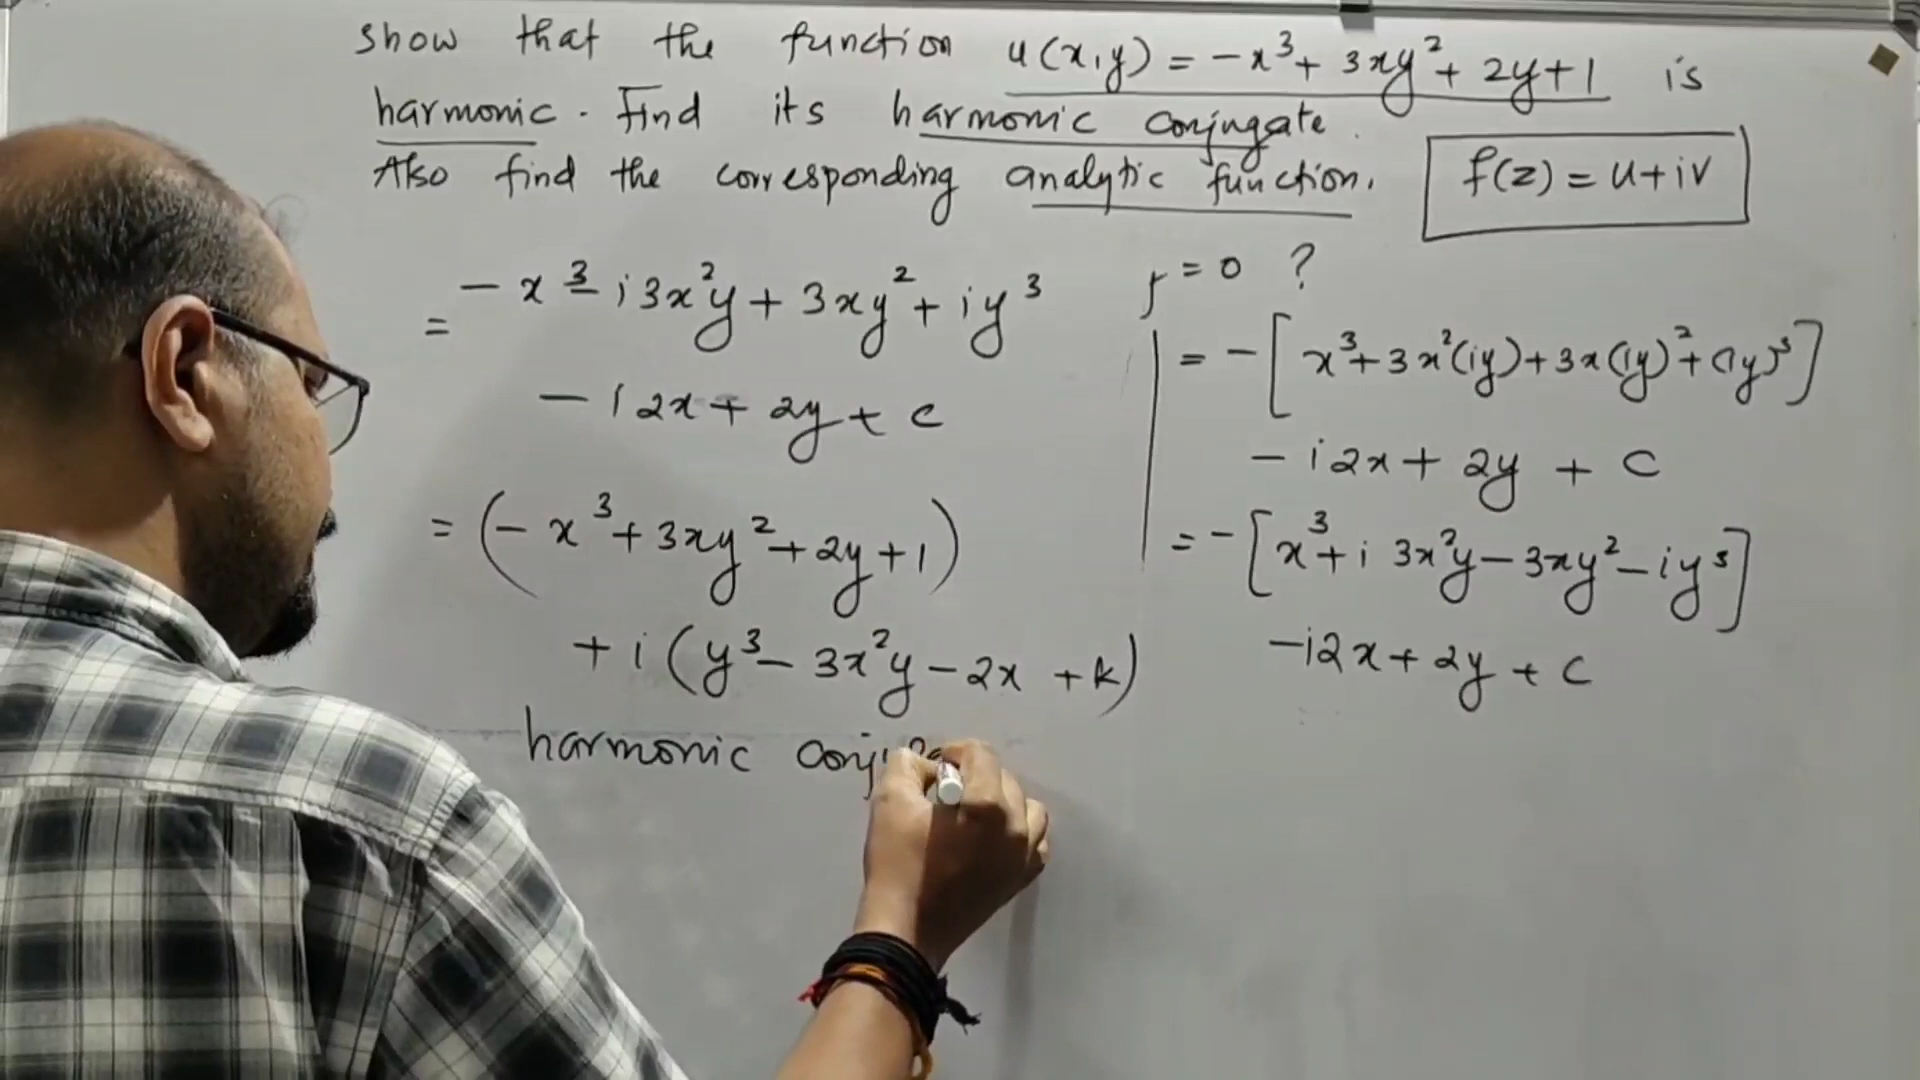 show that the function u(x,y) = -x³ + 3xy² + 2y + 1 is
harmonic. Find its harmonic conjugate.
Also find the corresponding analytic function.
f(z) = u + iv
= - x³ - i3x²y + 3xy² + iy³
- i2x + 2y + c
= (- x³ + 3xy² + 2y + 1)
+ i (y³ - 3x²y - 2x + k)
harmonic
= 0 ?
= - [x³ + 3x²(iy) + 3x(iy)² + (iy)³]
- i2x + 2y + c
= - [x³ + i 3x²y - 3xy² - iy³]
- i2x + 2y + c